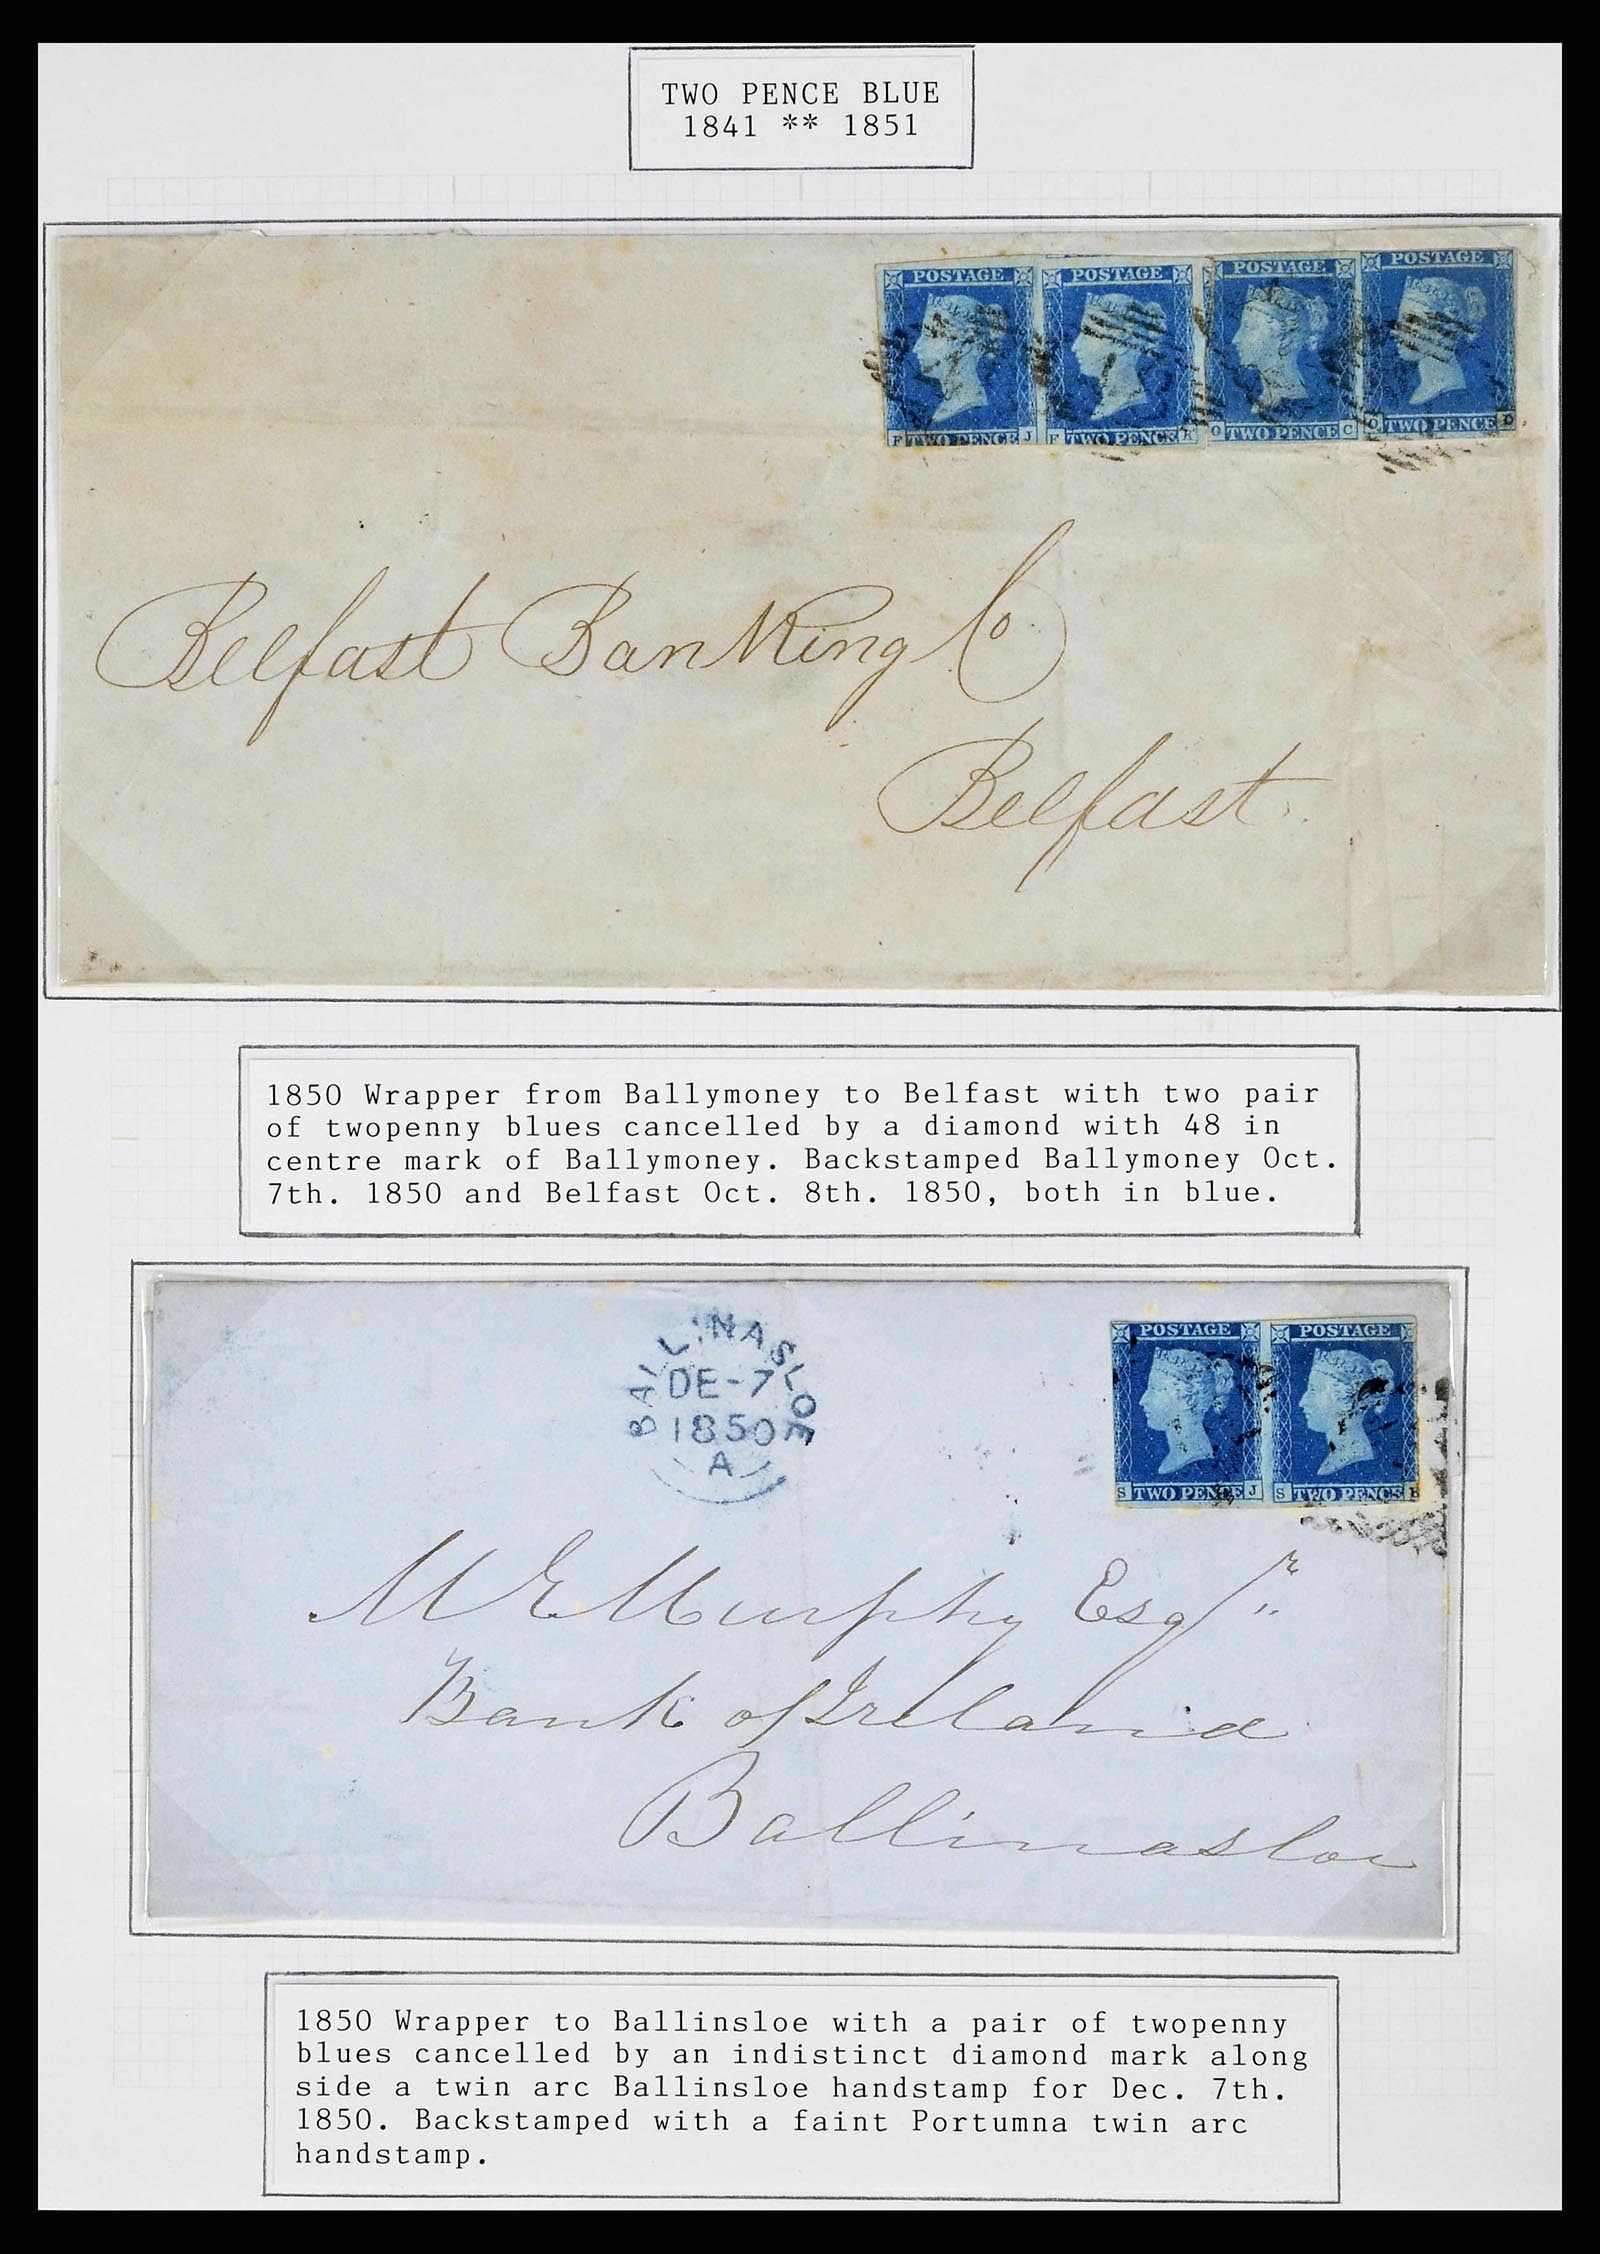 TWO PENCE BLUE
1841 ** 1851
POSTAGE POSTAGE POSTAGE POSTAGE
F TWO PENCE J F TWO PENCE K O TWO PENCE C O TWO PENCE D
Belfast Banking Co
Belfast
1850 Wrapper from Ballymoney to Belfast with two pair
of twopenny blues cancelled by a diamond with 48 in
centre mark of Ballymoney. Backstamped Ballymoney Oct.
7th. 1850 and Belfast Oct. 8th. 1850, both in blue.
BALLINASLOE
DE-7
1850
A
POSTAGE POSTAGE
S TWO PENCE J S TWO PENCE
M E Murphy Esqr
Bank of Ireland
Ballinasloe
1850 Wrapper to Ballinsloe with a pair of twopenny
blues cancelled by an indistinct diamond mark along
side a twin arc Ballinsloe handstamp for Dec. 7th.
1850. Backstamped with a faint Portumna twin arc
handstamp.